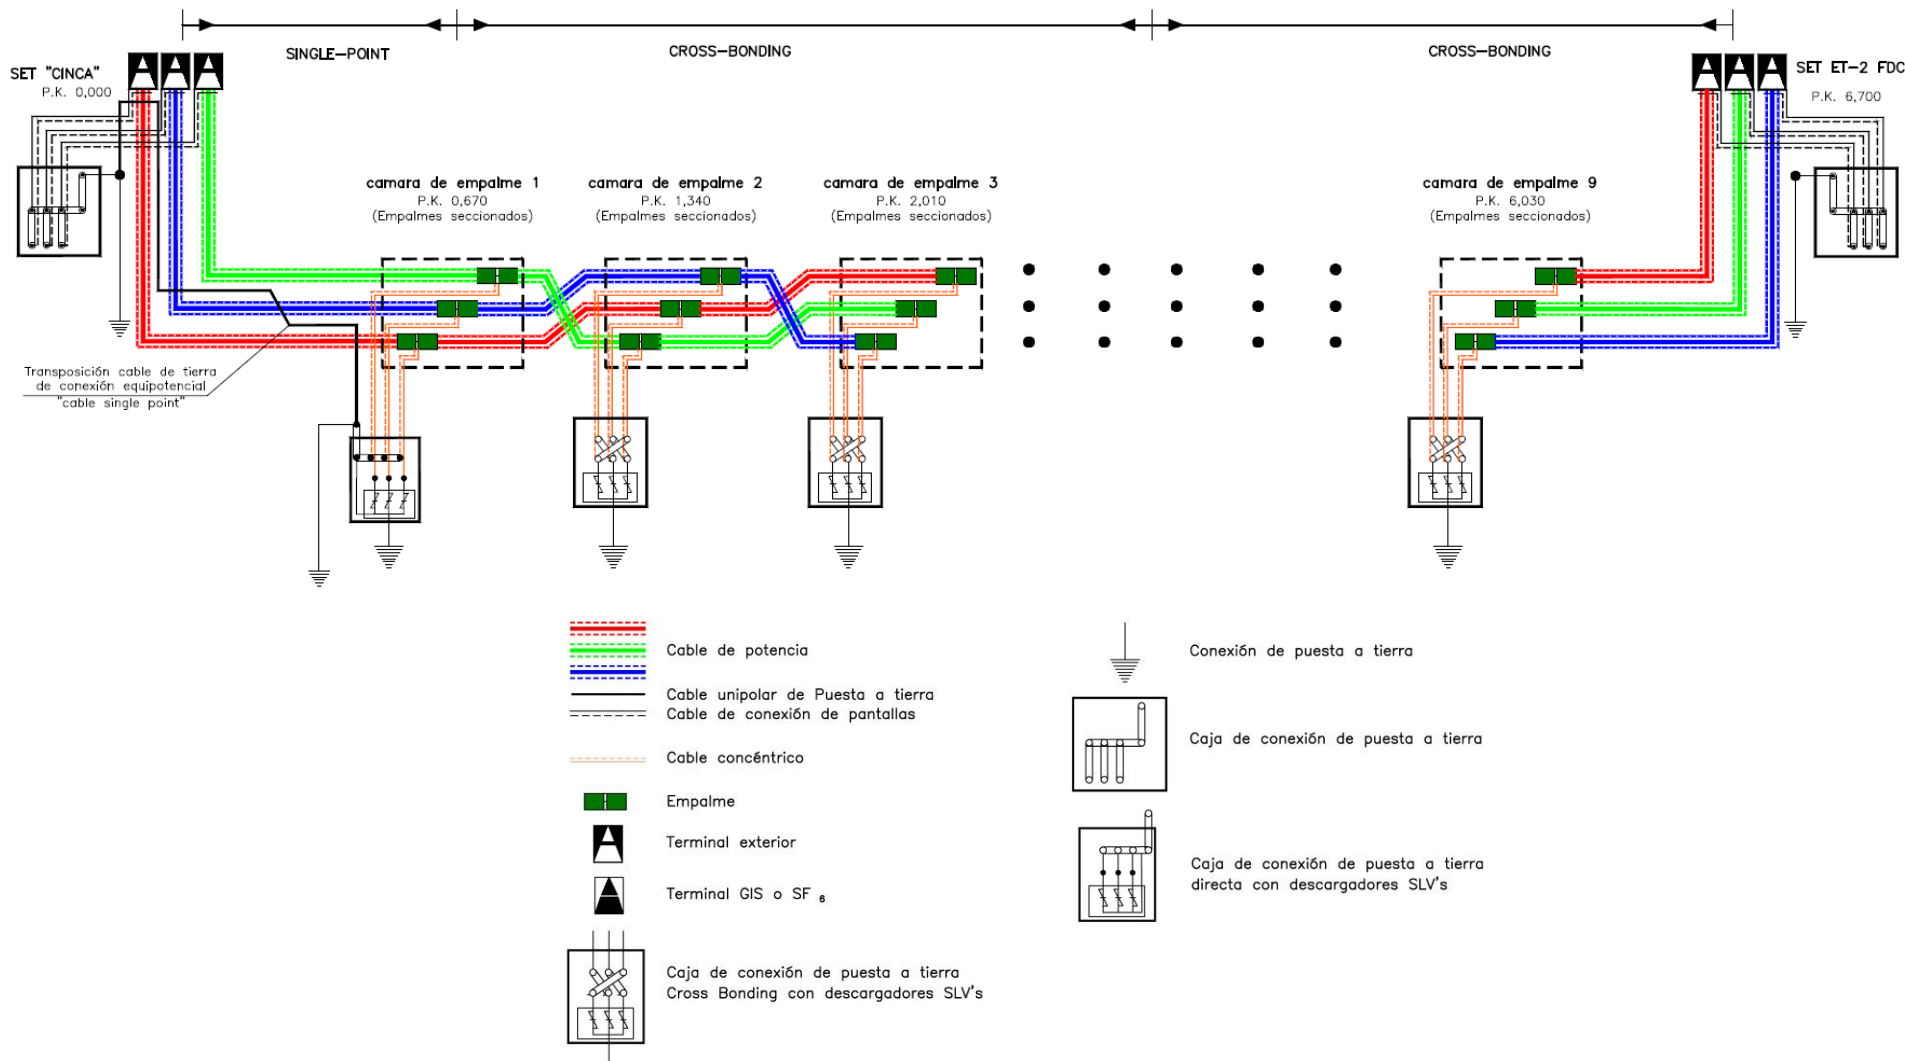 SINGLE-POINT
CROSS-BONDING
CROSS-BONDING
SET "CINCA"
P.K. 0,000
SET ET-2 FDC
P.K. 6,700
camara de empalme 1
P.K. 0,670
(Empalmes seccionados)
camara de empalme 2
P.K. 1,340
(Empalmes seccionados)
camara de empalme 3
P.K. 2,010
(Empalmes seccionados)
camara de empalme 9
P.K. 6,030
(Empalmes seccionados)
Transposición cable de tierra
de conexión equipotencial
"cable single point"
Cable de potencia
Cable unipolar de Puesta a tierra
Cable de conexión de pantallas
Cable concéntrico
Empalme
Terminal exterior
Terminal GIS o SF 6
Caja de conexión de puesta a tierra
Cross Bonding con descargadores SLV's
Conexión de puesta a tierra
Caja de conexión de puesta a tierra
Caja de conexión de puesta a tierra
directa con descargadores SLV's